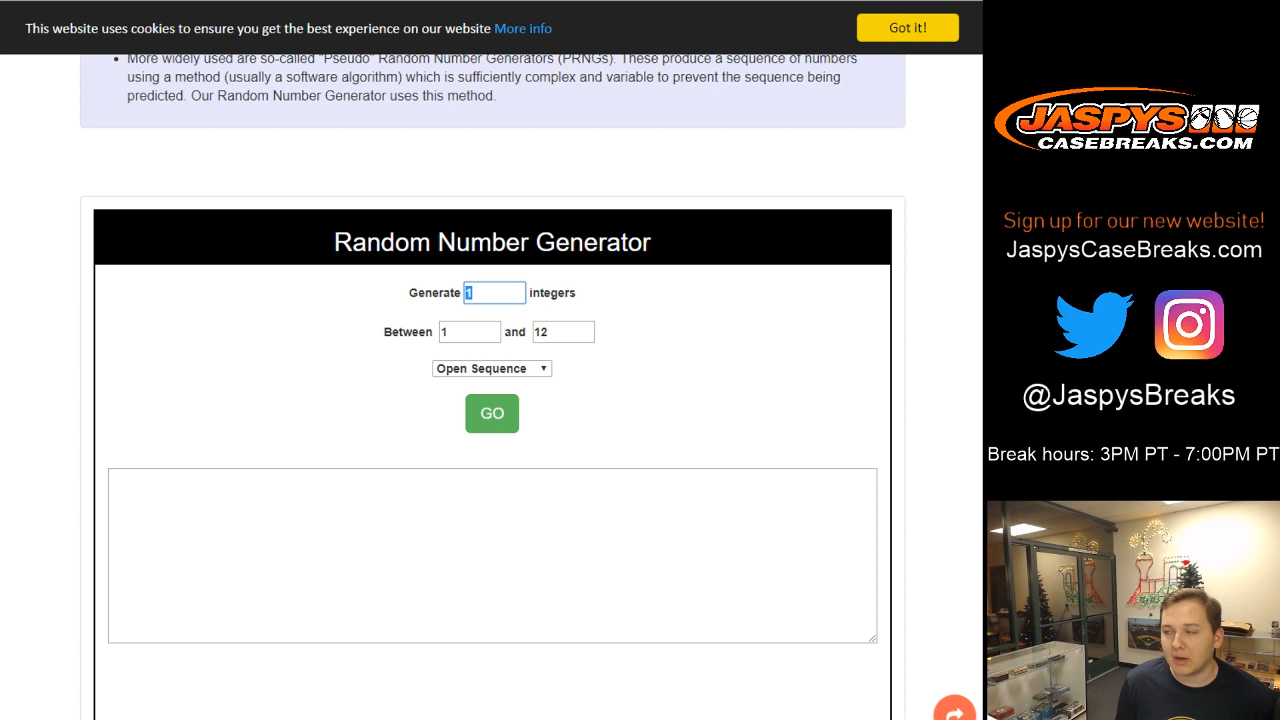 This website uses cookies to ensure you get the best experience on our website More info
Got it!
More widely used are so-called "Pseudo" Random Number Generators (PRNGs). These produce a sequence of numbers
using a method (usually a software algorithm) which is sufficiently complex and variable to prevent the sequence being
predicted. Our Random Number Generator uses this method.
Random Number Generator
Generate 1 integers
Between 1 and 12
Open Sequence
GO
JASPYS
CASEBREAKS.COM
Sign up for our new website!
JaspysCaseBreaks.com
@JaspysBreaks
Break hours: 3PM PT - 7:00PM PT